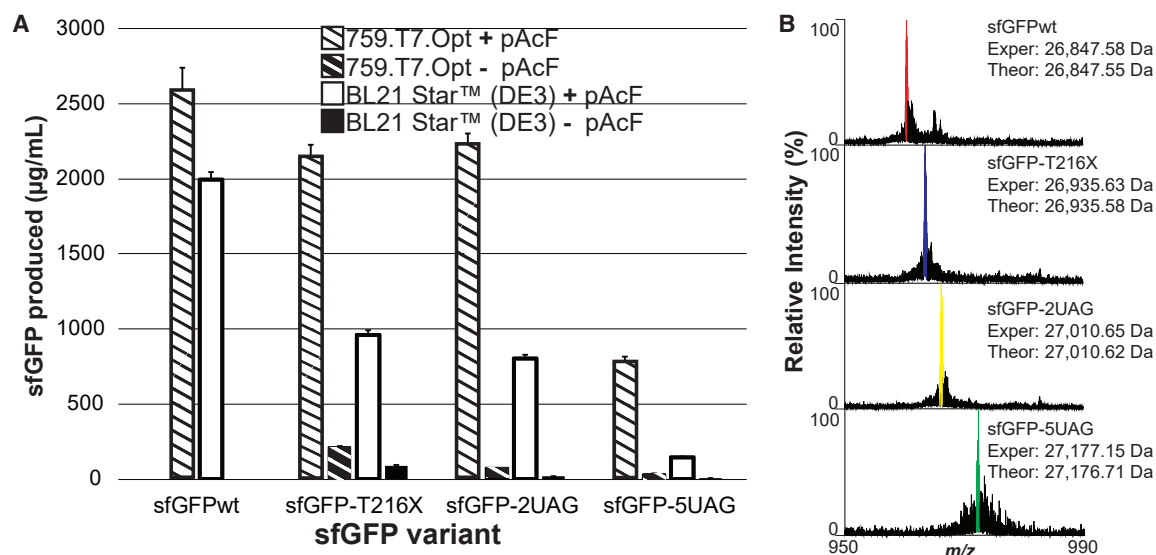 A
3000
2500
2000
1500
1000
500
0
sfGFP produced (µg/mL)
759.T7.Opt + pAcF
759.T7.Opt - pAcF
BL21 Star™ (DE3) + pAcF
BL21 Star™ (DE3) - pAcF
sfGFPwt
sfGFP-T216X
sfGFP-2UAG
sfGFP-5UAG
sfGFP variant
B
Relative Intensity (%)
100
0
sfGFPwt
Exper: 26,847.58 Da
Theor: 26,847.55 Da
100
0
sfGFP-T216X
Exper: 26,935.63 Da
Theor: 26,935.58 Da
100
0
sfGFP-2UAG
Exper: 27,010.65 Da
Theor: 27,010.62 Da
100
0
sfGFP-5UAG
Exper: 27,177.15 Da
Theor: 27,176.71 Da
950
m/z
990